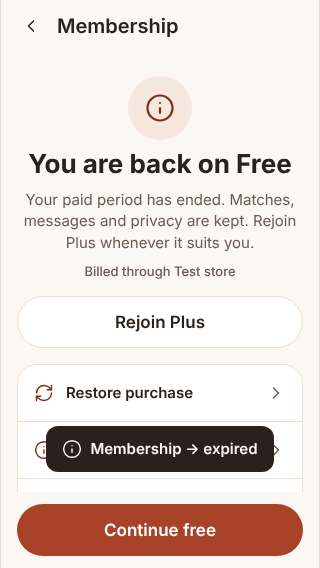 Membership
You are back on Free
Your paid period has ended. Matches,
messages and privacy are kept. Rejoin
Plus whenever it suits you.
Billed through Test store
Rejoin Plus
Restore purchase
Membership → expired
Continue free